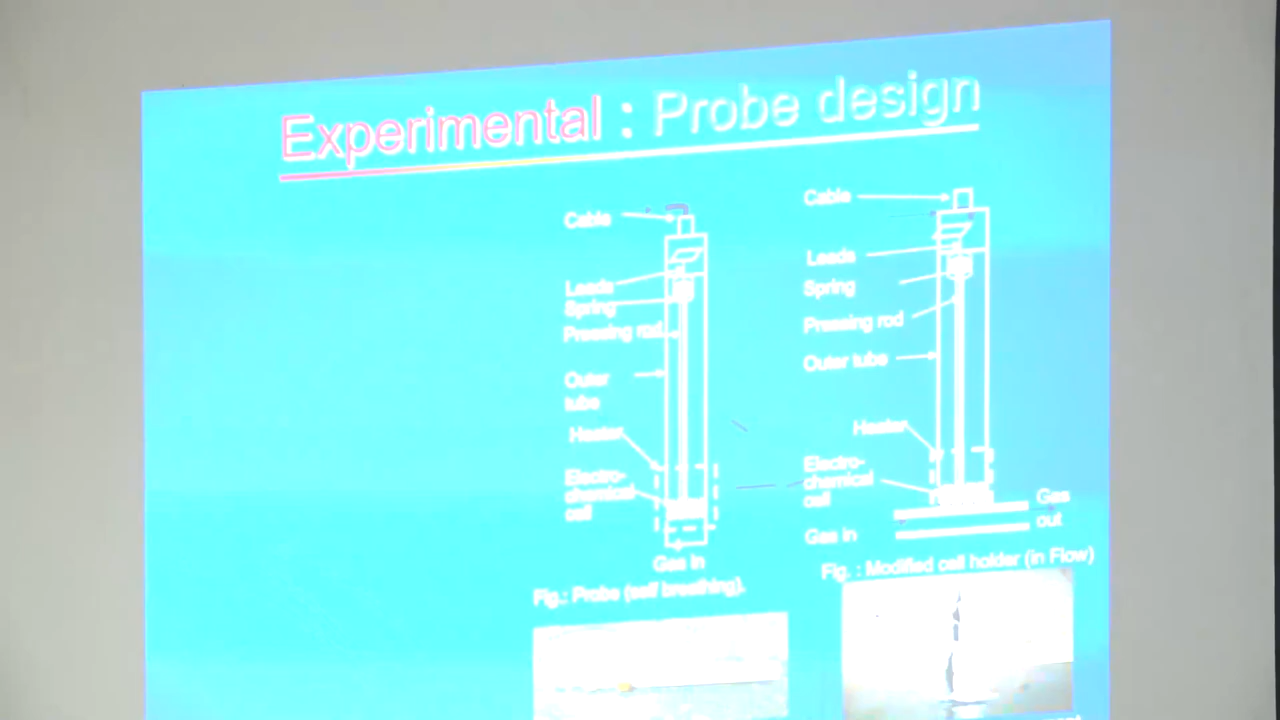 Experimental : Probe design
Cable
Leads
Spring
Pressing rod
Outer
tube
Heater
Electro-
chemical
cell
Gas in
Fig.: Probe (self breathing).
Cable
Leads
Spring
Pressing rod
Outer tube
Heater
Electro-
chemical
cell
Gas in
Gas
out
Fig. : Modified cell holder (in Flow)